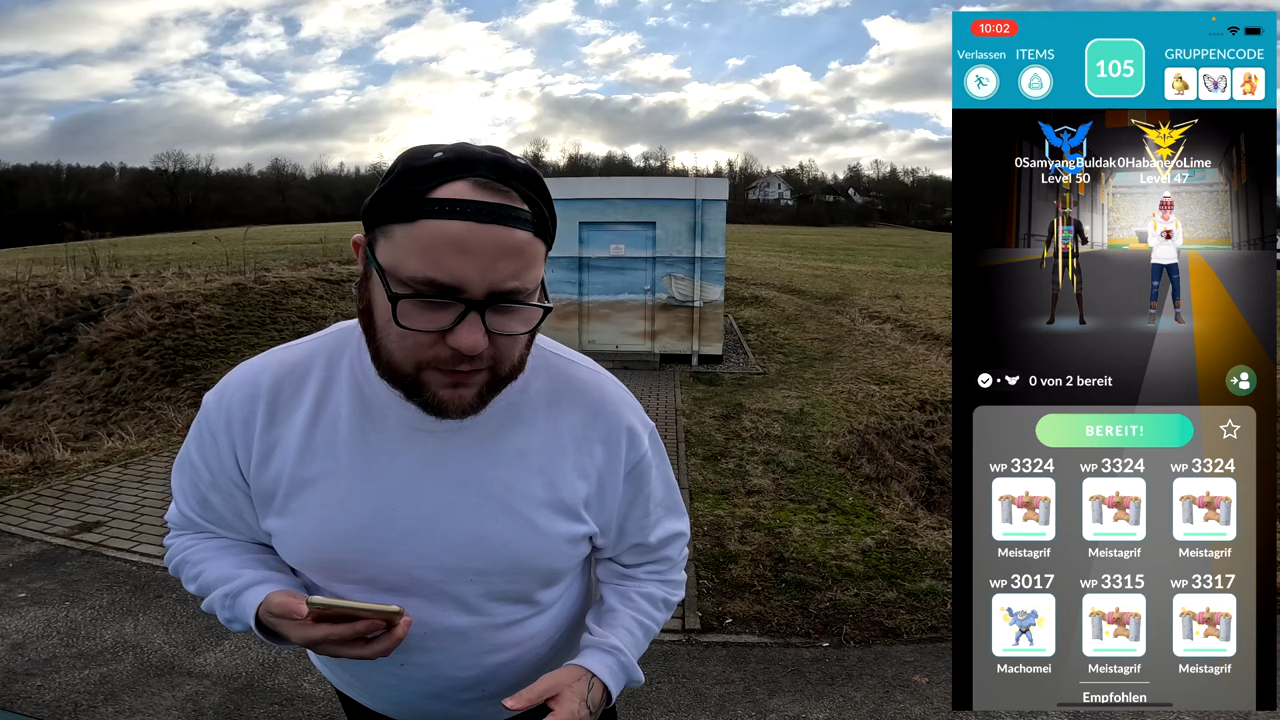 10:02
Verlassen
ITEMS
105
GRUPPENCODE
0SamyangBuldak
Level 50
0HabaneroLime
Level 47
0 von 2 bereit
BEREIT!
WP 3324
WP 3324
WP 3324
Meistagrif
Meistagrif
Meistagrif
WP 3017
WP 3315
WP 3317
Machomei
Meistagrif
Meistagrif
Empfohlen